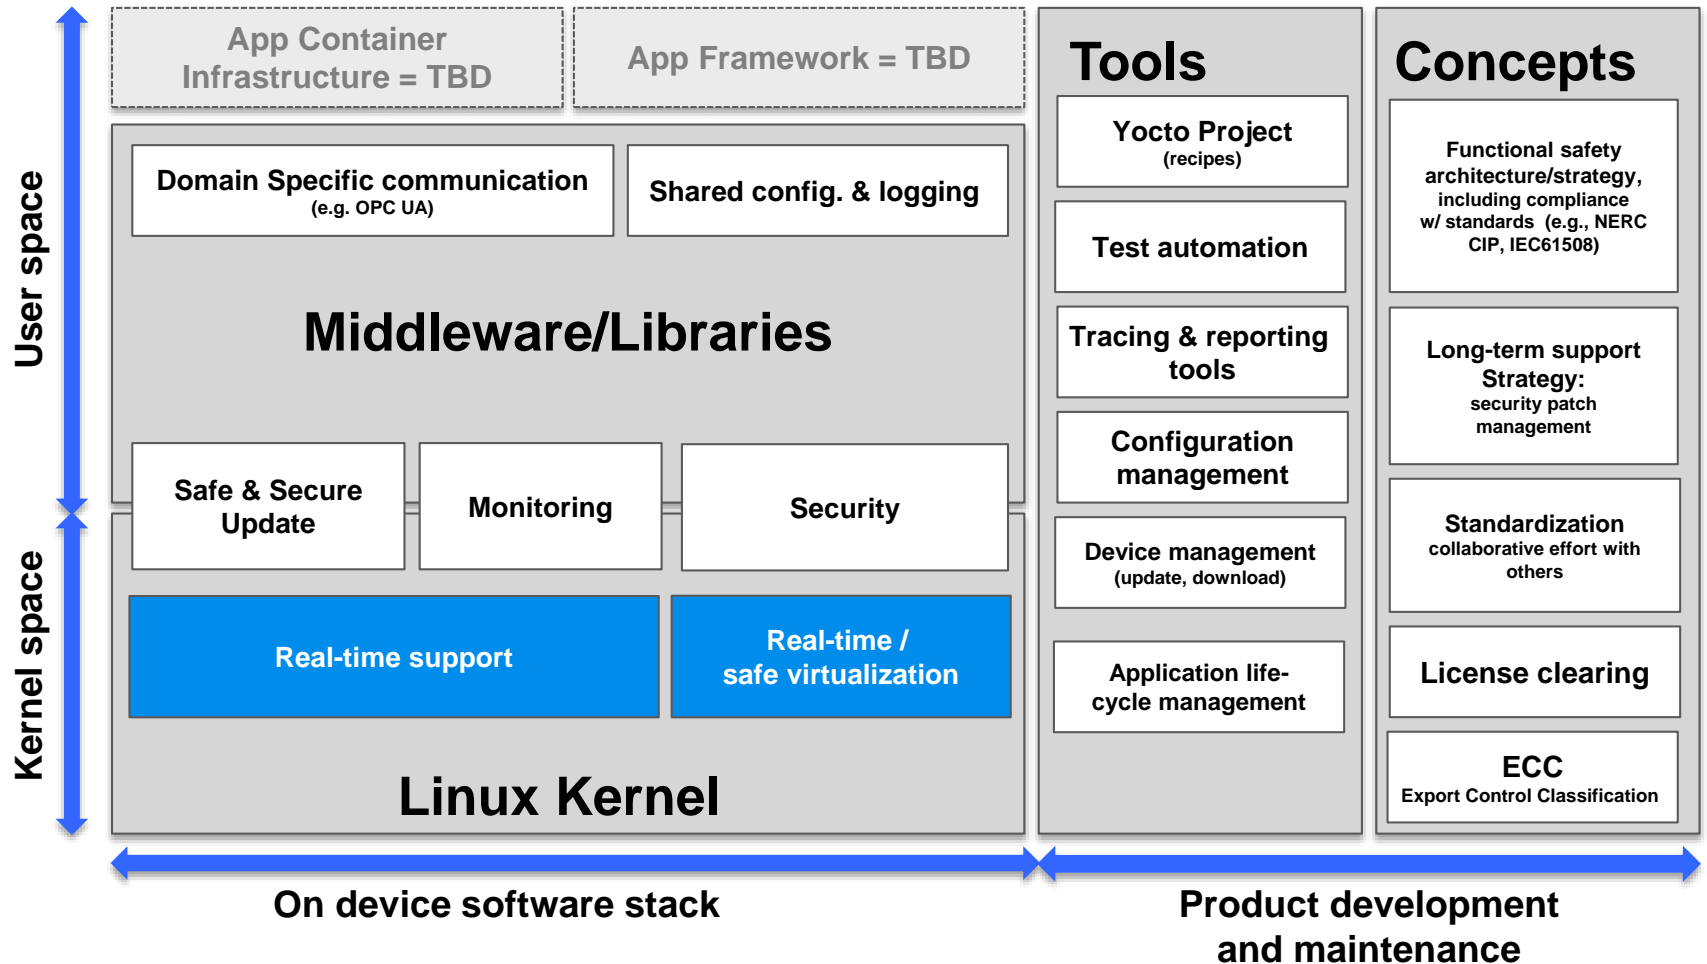 User space
Kernel space
App Container
Infrastructure = TBD
App Framework = TBD
Domain Specific communication
(e.g. OPC UA)
Shared config. & logging
Middleware/Libraries
Safe & Secure
Update
Monitoring
Security
Real-time support
Real-time /
safe virtualization
Linux Kernel
On device software stack
Tools
Yocto Project
(recipes)
Test automation
Tracing & reporting
tools
Configuration
management
Device management
(update, download)
Application life-
cycle management
Concepts
Functional safety
architecture/strategy,
including compliance
w/ standards (e.g., NERC
CIP, IEC61508)
Long-term support
Strategy:
security patch
management
Standardization
collaborative effort with
others
License clearing
ECC
Export Control Classification
Product development
and maintenance